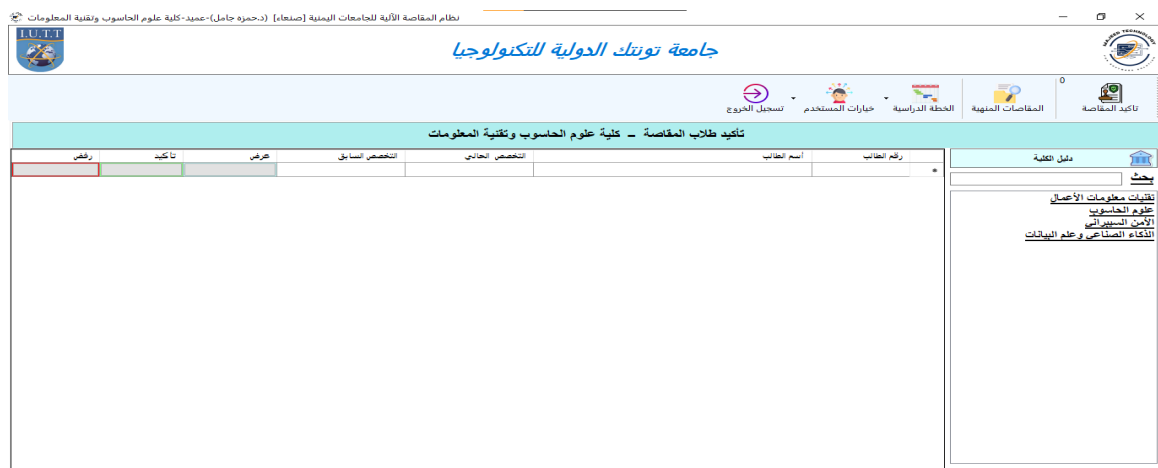 نظام المقاصة الآلية للجامعات اليمنية [صنعاء] (د.حمزه جامل)-عميد-كلية علوم الحاسوب وتقنية المعلومات
I.U.T.T
جامعة تونتك الدولية للتكنولوجيا
MAJEED TECHNOLOGY
0
تاكيد المقاصة
المقاصات المنهية
الخطة الدراسية
خيارات المستخدم
تسجيل الخروج
تأكيد طلاب المقاصة ـ كلية علوم الحاسوب وتقنية المعلومات
دليل الكلية
بحث
تقنيات معلومات الأعمال
علوم الحاسوب
الأمن السيبراني
الذكاء الصناعي وعلم البيانات
رقم الطالب أسم الطالب التخصص الحالي التخصص السابق عرض تأكيد رفض